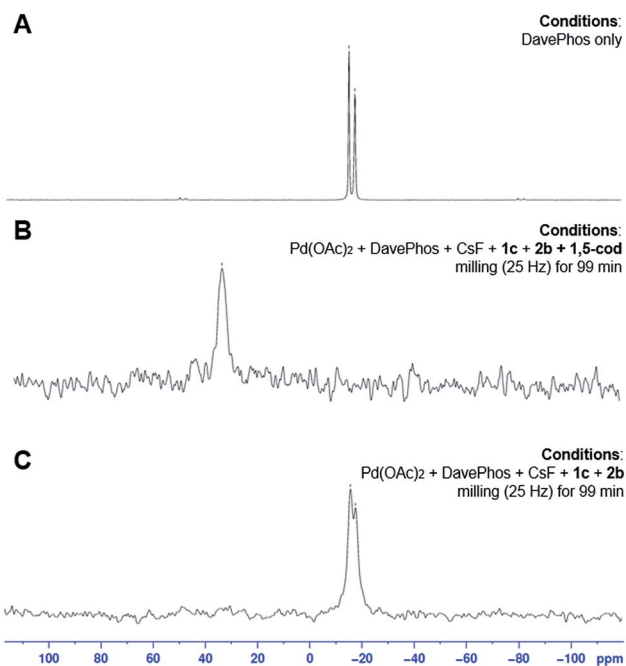 A
Conditions:
DavePhos only
B
Conditions:
Pd(OAc)₂ + DavePhos + CsF + 1c + 2b + 1,5-cod
milling (25 Hz) for 99 min
C
Conditions:
Pd(OAc)₂ + DavePhos + CsF + 1c + 2b
milling (25 Hz) for 99 min
100 80 60 40 20 0 −20 −40 −60 −80 −100 ppm